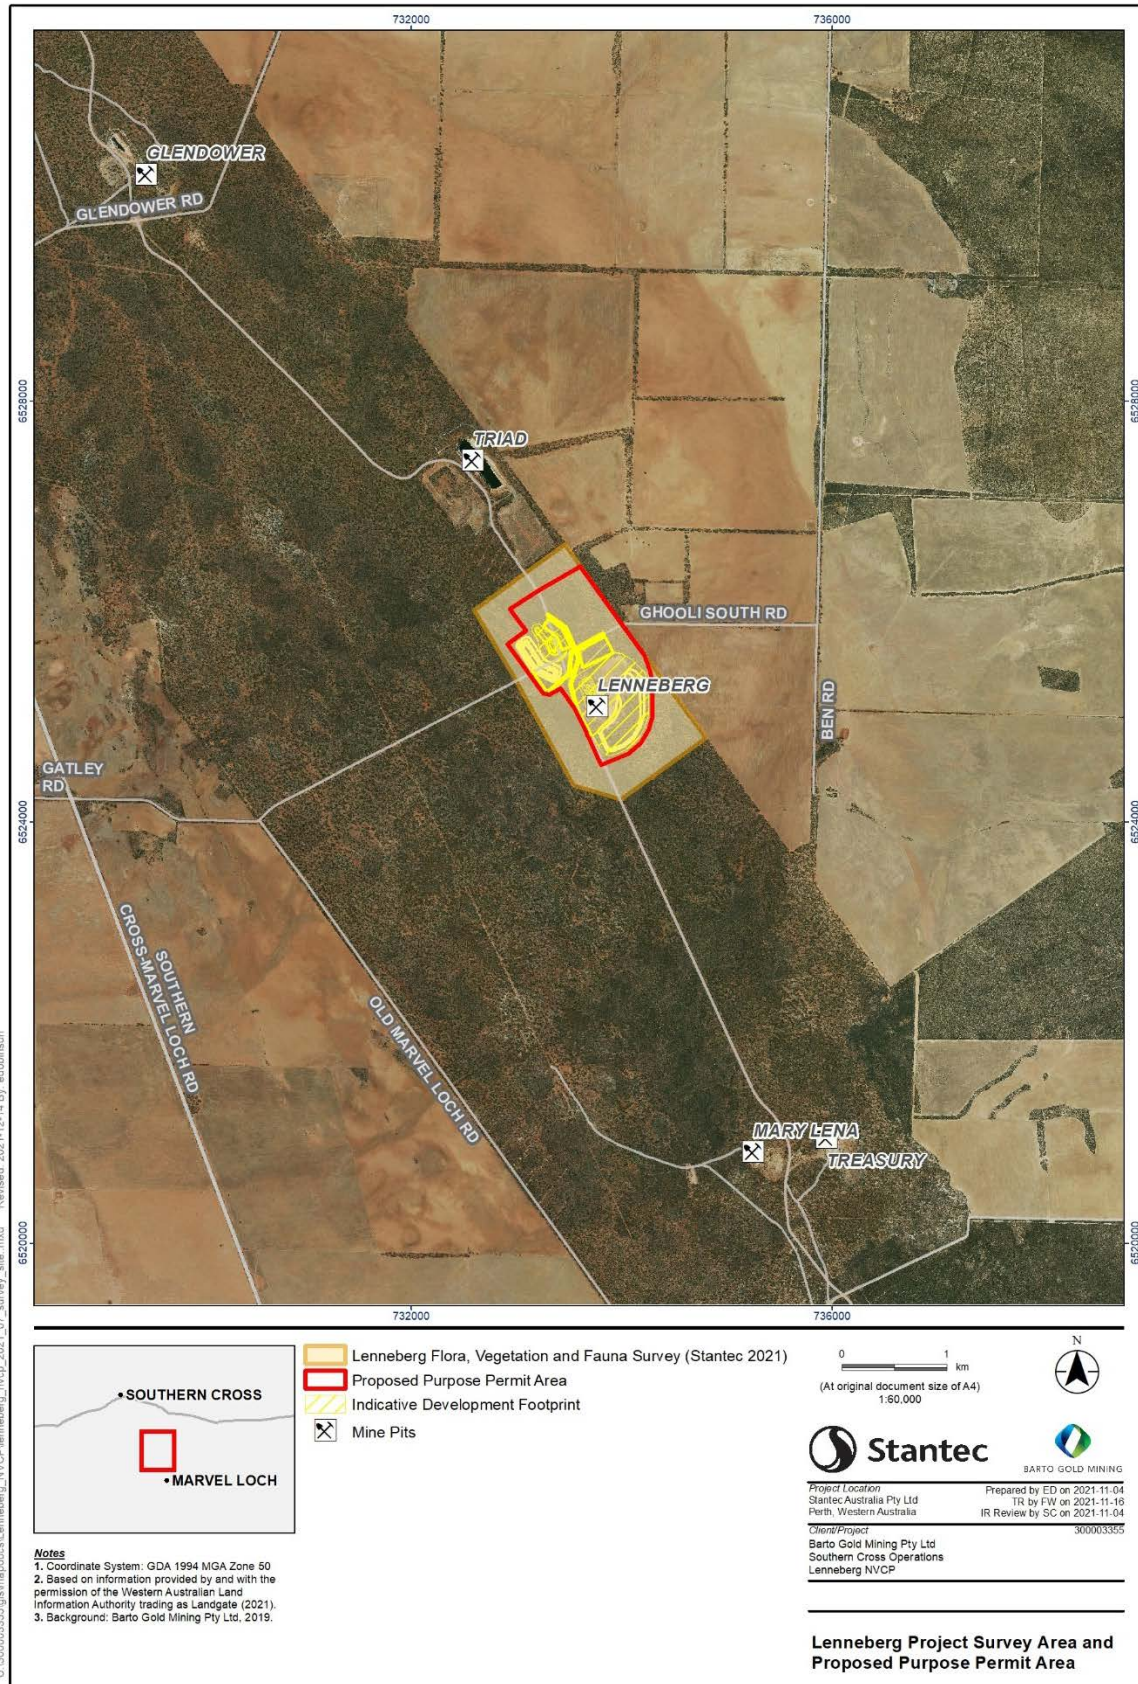 732000
736000
GLENDOWER
GLENDOWER RD
6528000
6528000
TRIAD
GHOOLI SOUTH RD
LENNEBERG
BEN RD
GATLEY
RD
6524000
6524000
SOUTHERN
CROSS-MARVEL LOCH RD
OLD MARVEL LOCH RD
MARY LENA
TREASURY
6520000
6520000
732000
736000
SOUTHERN CROSS
MARVEL LOCH
Lenneberg Flora, Vegetation and Fauna Survey (Stantec 2021)
Proposed Purpose Permit Area
Indicative Development Footprint
Mine Pits
0 1
km
(At original document size of A4)
1:60,000
N
Stantec
BARTO GOLD MINING
Project Location
Stantec Australia Pty Ltd
Perth, Western Australia
Prepared by ED on 2021-11-04
TR by FW on 2021-11-16
IR Review by SC on 2021-11-04
Client/Project 300003355
Barto Gold Mining Pty Ltd
Southern Cross Operations
Lenneberg NVCP
Notes
1. Coordinate System: GDA 1994 MGA Zone 50
2. Based on information provided by and with the
permission of the Western Australian Land
Information Authority trading as Landgate (2021).
3. Background: Barto Gold Mining Pty Ltd, 2019.
Lenneberg Project Survey Area and
Proposed Purpose Permit Area